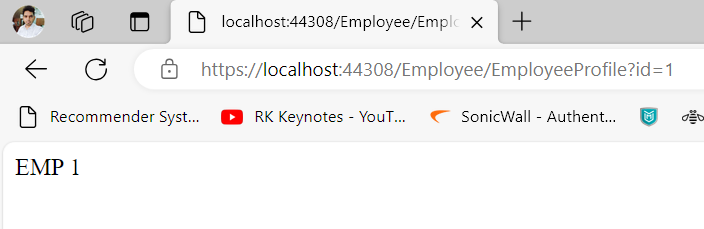 localhost:44308/Employee/Emplo
https://localhost:44308/Employee/EmployeeProfile?id=1
Recommender Syst... RK Keynotes - YouT... SonicWall - Authent...
EMP 1